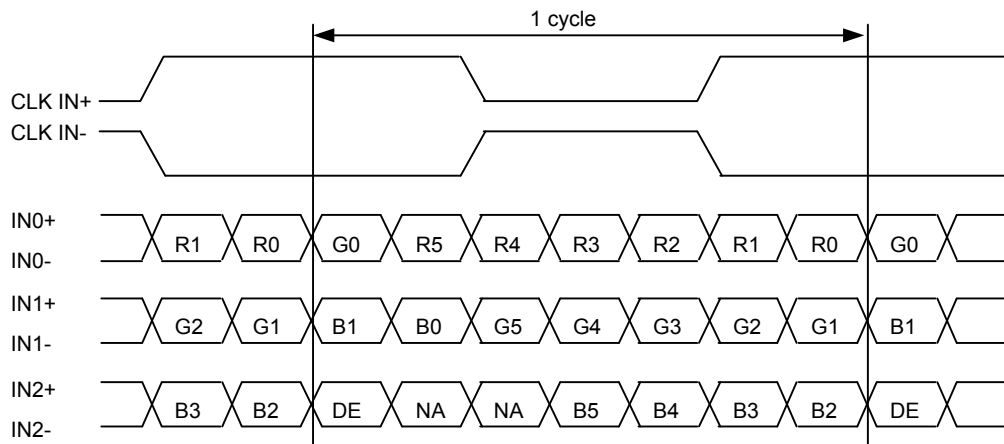 1 cycle
CLK IN+
CLK IN-
IN0+
R1 R0 G0 R5 R4 R3 R2 R1 R0 G0
IN0-
IN1+
G2 G1 B1 B0 G5 G4 G3 G2 G1 B1
IN1-
IN2+
B3 B2 DE NA NA B5 B4 B3 B2 DE
IN2-